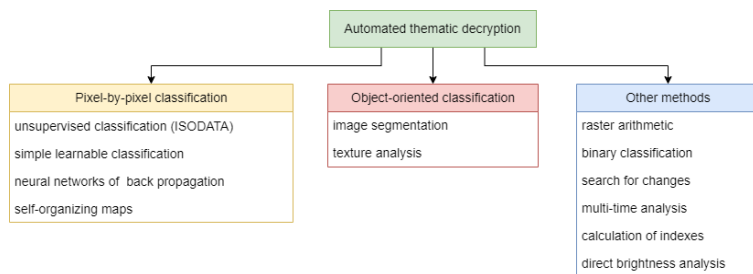 Automated thematic decryption
Pixel-by-pixel classification
unsupervised classification (ISODATA)
simple learnable classification
neural networks of back propagation
self-organizing maps
Object-oriented classification
image segmentation
texture analysis
Other methods
raster arithmetic
binary classification
search for changes
multi-time analysis
calculation of indexes
direct brightness analysis